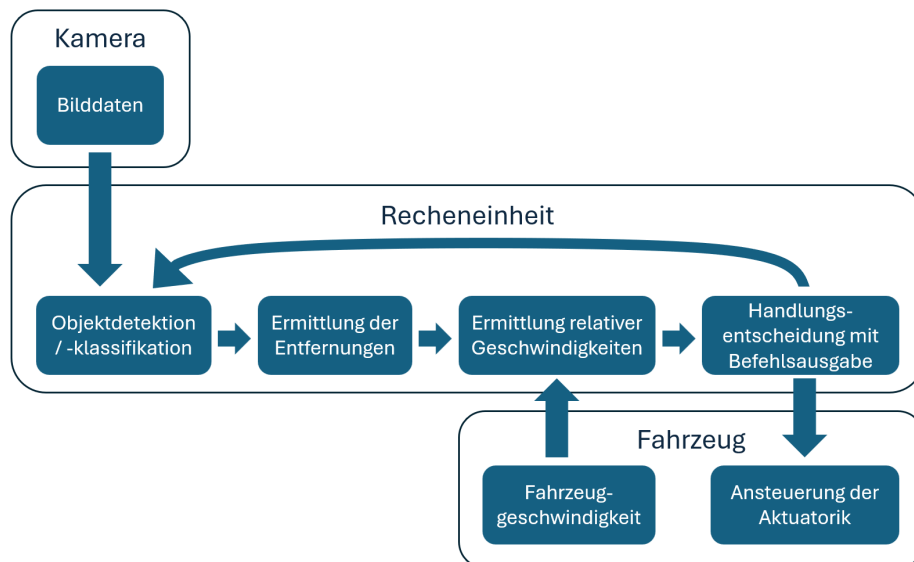 Kamera
Bilddaten
Recheneinheit
Objektdetektion
/ -klassifikation
Ermittlung der
Entfernungen
Ermittlung relativer
Geschwindigkeiten
Handlungs-
entscheidung mit
Befehlsausgabe
Fahrzeug
Fahrzeug-
geschwindigkeit
Ansteuerung der
Aktuatorik